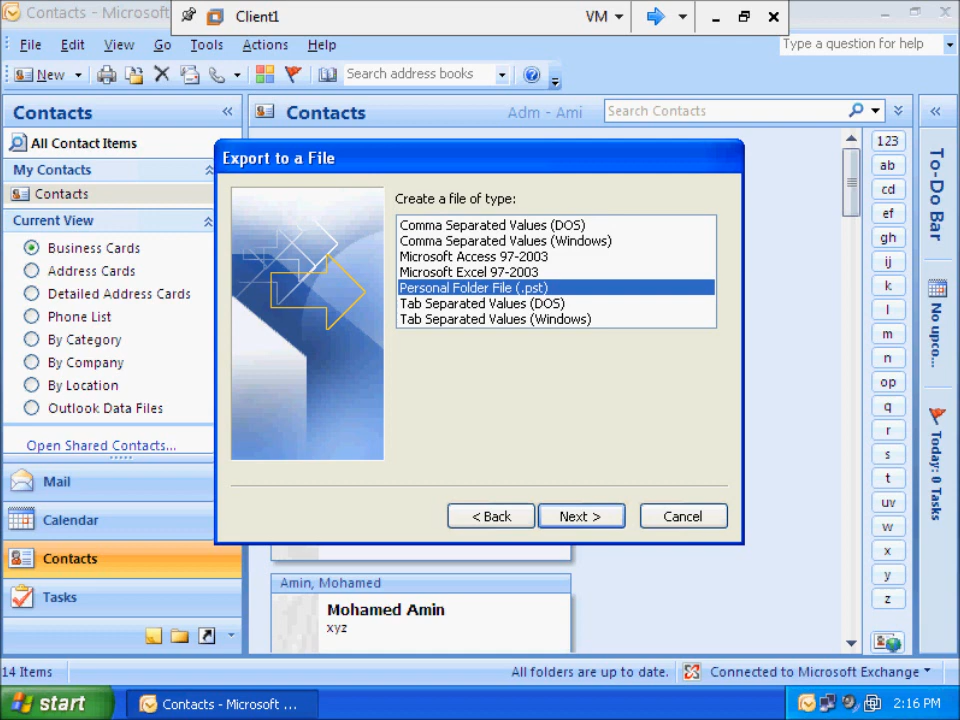 Contacts - Microsoft
Client1
VM
File Edit View Go Tools Actions Help
Type a question for help
New
Search address books
Contacts
Contacts
Adm - Ami
Search Contacts
All Contact Items
My Contacts
Contacts
Current View
Business Cards
Address Cards
Detailed Address Cards
Phone List
By Category
By Company
By Location
Outlook Data Files
Open Shared Contacts...
Mail
Calendar
Contacts
Tasks
Export to a File
Create a file of type:
Comma Separated Values (DOS)
Comma Separated Values (Windows)
Microsoft Access 97-2003
Microsoft Excel 97-2003
Personal Folder File (.pst)
Tab Separated Values (DOS)
Tab Separated Values (Windows)
< Back
Next >
Cancel
Amin, Mohamed
Mohamed Amin
xyz
123
ab
cd
ef
gh
ij
k
l
m
n
op
q
r
s
t
uv
w
x
y
z
To-Do Bar
No upco...
Today: 0 Tasks
14 Items
All folders are up to date.
Connected to Microsoft Exchange
start
Contacts - Microsoft ...
2:16 PM